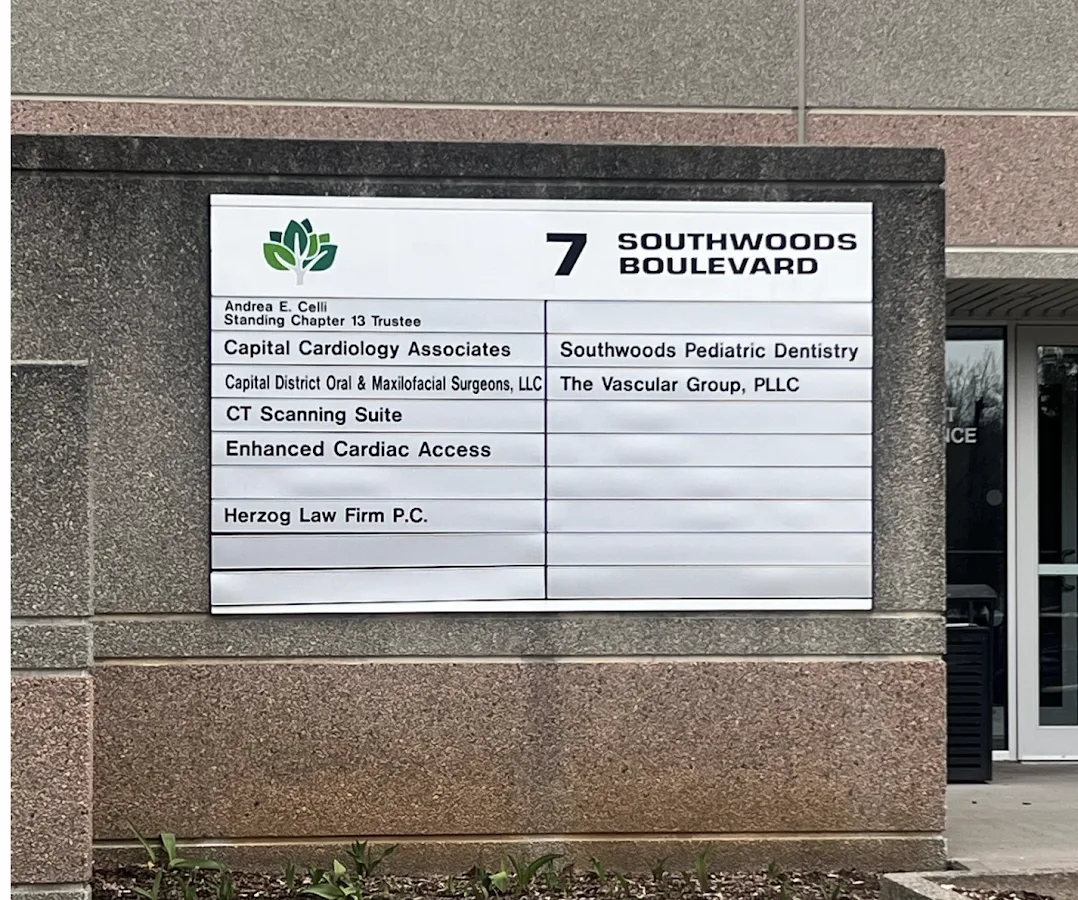 7 SOUTHWOODS
BOULEVARD
Andrea E. Celli
Standing Chapter 13 Trustee
Capital Cardiology Associates
Capital District Oral & Maxilofacial Surgeons, LLC
CT Scanning Suite
Enhanced Cardiac Access
Herzog Law Firm P.C.
Southwoods Pediatric Dentistry
The Vascular Group, PLLC